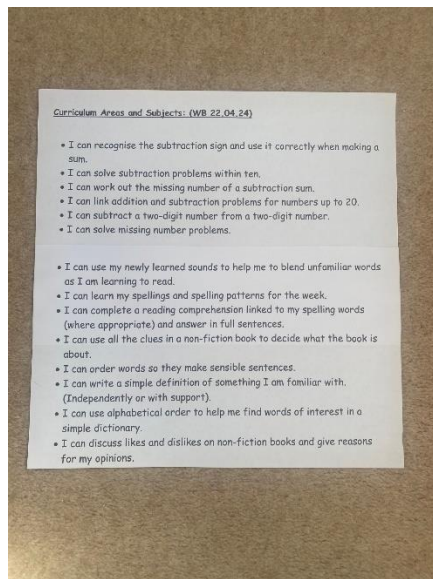 Curriculum Areas and Subjects: (WB 22.04.24)
• I can recognise the subtraction sign and use it correctly when making a
sum.
• I can solve subtraction problems within ten.
• I can work out the missing number of a subtraction sum.
• I can link addition and subtraction problems for numbers up to 20.
• I can subtract a two-digit number from a two-digit number.
• I can solve missing number problems.
• I can use my newly learned sounds to help me to blend unfamiliar words
as I am learning to read.
• I can learn my spellings and spelling patterns for the week.
• I can complete a reading comprehension linked to my spelling words
(where appropriate) and answer in full sentences.
• I can use all the clues in a non-fiction book to decide what the book is
about.
• I can order words so they make sensible sentences.
• I can write a simple definition of something I am familiar with.
(Independently or with support).
• I can use alphabetical order to help me find words of interest in a
simple dictionary.
• I can discuss likes and dislikes on non-fiction books and give reasons
for my opinions.